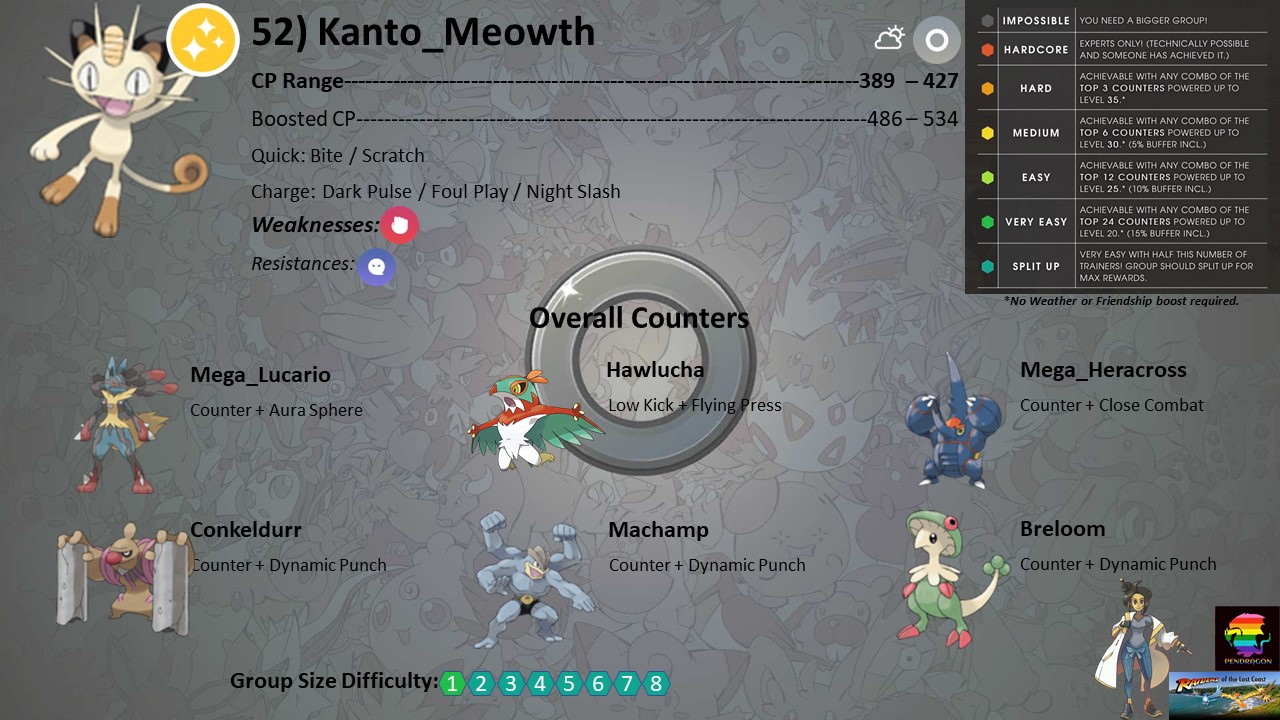 52) Kanto_Meowth
CP Range---------------------------------------------------------------------------------389 – 427
Boosted CP---------------------------------------------------------------------------------486 – 534
Quick: Bite / Scratch
Charge: Dark Pulse / Foul Play / Night Slash
Weaknesses:
Resistances:
IMPOSSIBLE YOU NEED A BIGGER GROUP!
HARDCORE EXPERTS ONLY! (TECHNICALLY POSSIBLE
AND SOMEONE HAS ACHIEVED IT.)
HARD ACHIEVABLE WITH ANY COMBO OF THE
TOP 3 COUNTERS POWERED UP TO
LEVEL 35.*
MEDIUM ACHIEVABLE WITH ANY COMBO OF THE
TOP 6 COUNTERS POWERED UP TO
LEVEL 30.* (5% BUFFER INCL.)
EASY ACHIEVABLE WITH ANY COMBO OF THE
TOP 12 COUNTERS POWERED UP TO
LEVEL 25.* (10% BUFFER INCL.)
VERY EASY ACHIEVABLE WITH ANY COMBO OF THE
TOP 24 COUNTERS POWERED UP TO
LEVEL 20.* (15% BUFFER INCL.)
SPLIT UP VERY EASY WITH HALF THIS NUMBER OF
TRAINERS! GROUP SHOULD SPLIT UP FOR
MAX REWARDS.
*No Weather or Friendship boost required.
Overall Counters
Mega_Lucario
Counter + Aura Sphere
Hawlucha
Low Kick + Flying Press
Mega_Heracross
Counter + Close Combat
Conkeldurr
Counter + Dynamic Punch
Machamp
Counter + Dynamic Punch
Breloom
Counter + Dynamic Punch
Group Size Difficulty: 1 2 3 4 5 6 7 8
PENDROGON
RAIDERS of the Lost Coast